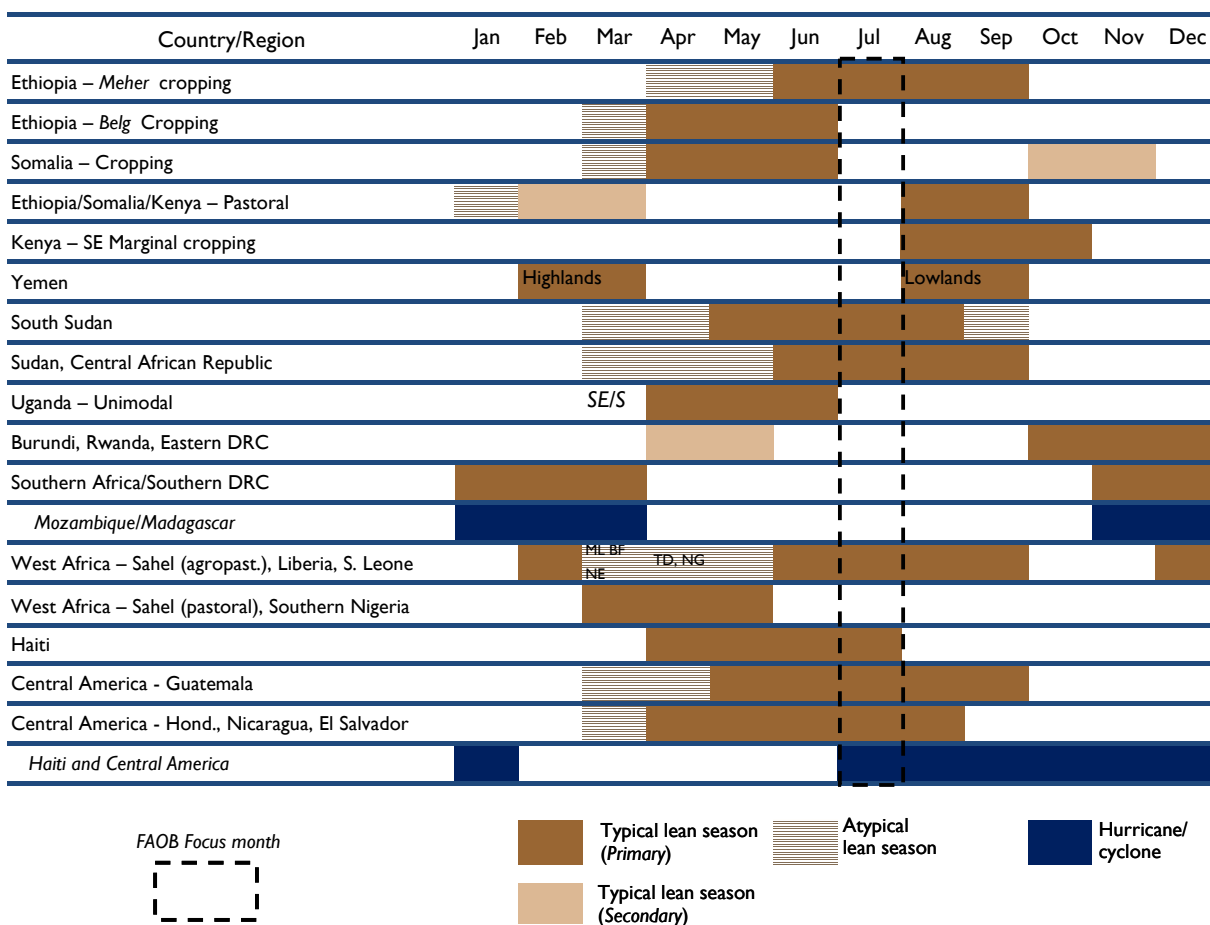 Country/Region Jan Feb Mar Apr May Jun Jul Aug Sep Oct Nov Dec
Ethiopia – Meher cropping
Ethiopia – Belg Cropping
Somalia – Cropping
Ethiopia/Somalia/Kenya – Pastoral
Kenya – SE Marginal cropping
Yemen Highlands Lowlands
South Sudan
Sudan, Central African Republic
Uganda – Unimodal SE/S
Burundi, Rwanda, Eastern DRC
Southern Africa/Southern DRC
Mozambique/Madagascar
West Africa – Sahel (agropast.), Liberia, S. Leone ML BF TD, NG
NE
West Africa – Sahel (pastoral), Southern Nigeria
Haiti
Central America - Guatemala
Central America - Hond., Nicaragua, El Salvador
Haiti and Central America
FAOB Focus month
Typical lean season
(Primary)
Atypical
lean season
Hurricane/
cyclone
Typical lean season
(Secondary)